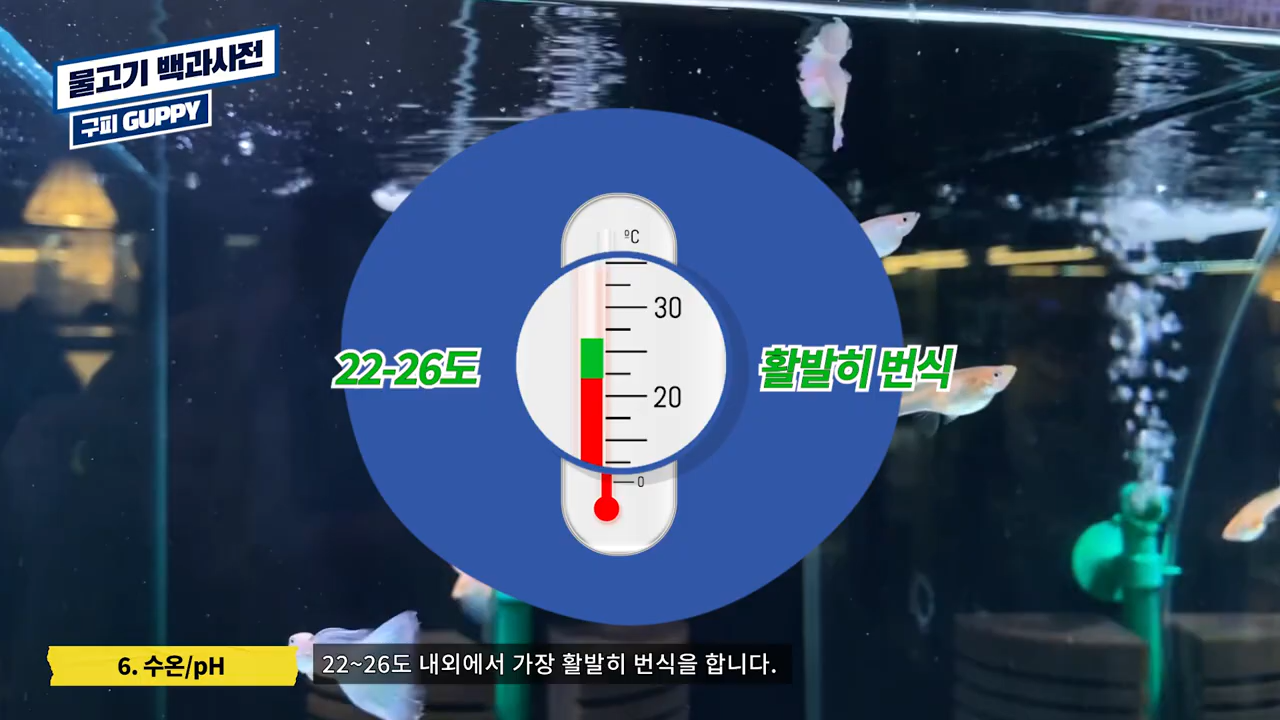 물고기 백과사전
구피 GUPPY
ºC
30
22-26도
활발히 번식
20
0
6. 수온/pH
22~26도 내외에서 가장 활발히 번식을 합니다.